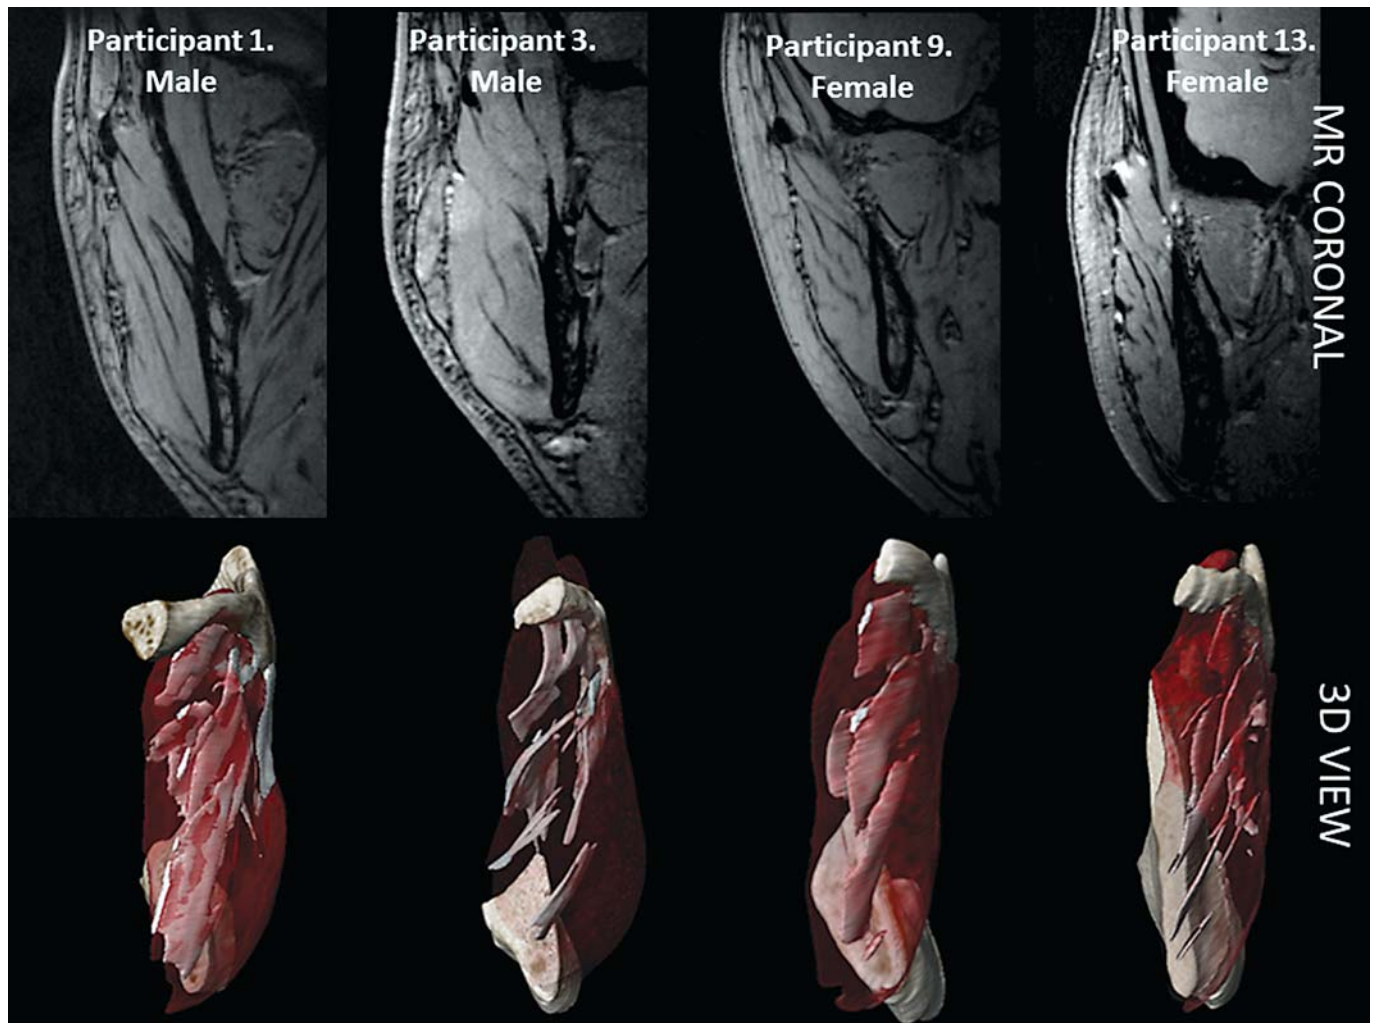 Participant 1.
Male
Participant 3.
Male
Participant 9.
Female
Participant 13.
Female
MR CORONAL
3D VIEW